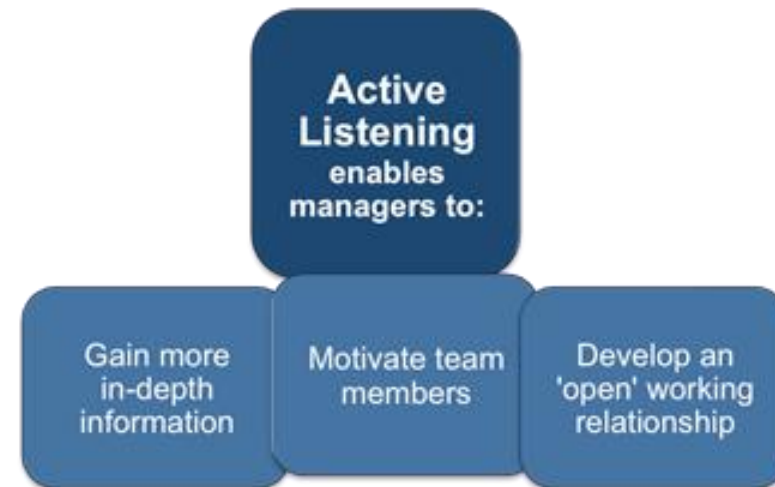 Active
Listening
enables
managers to:
Gain more
in-depth
information
Motivate team
members
Develop an
'open' working
relationship